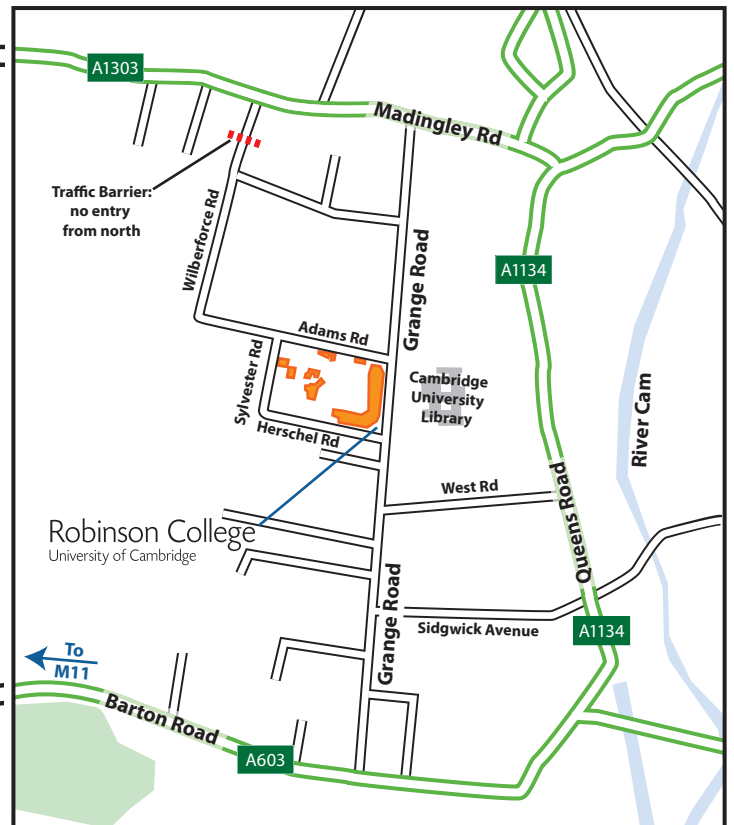 A1303
Madingley Rd
Traffic Barrier:
no entry
from north
Wilberforce Rd
Grange Road
A1134
Adams Rd
Sylvester Rd
Cambridge
University
Library
River Cam
Herschel Rd
West Rd
Queens Road
Robinson College
University of Cambridge
Grange Road
Sidgwick Avenue
A1134
To
M11
Barton Road
A603